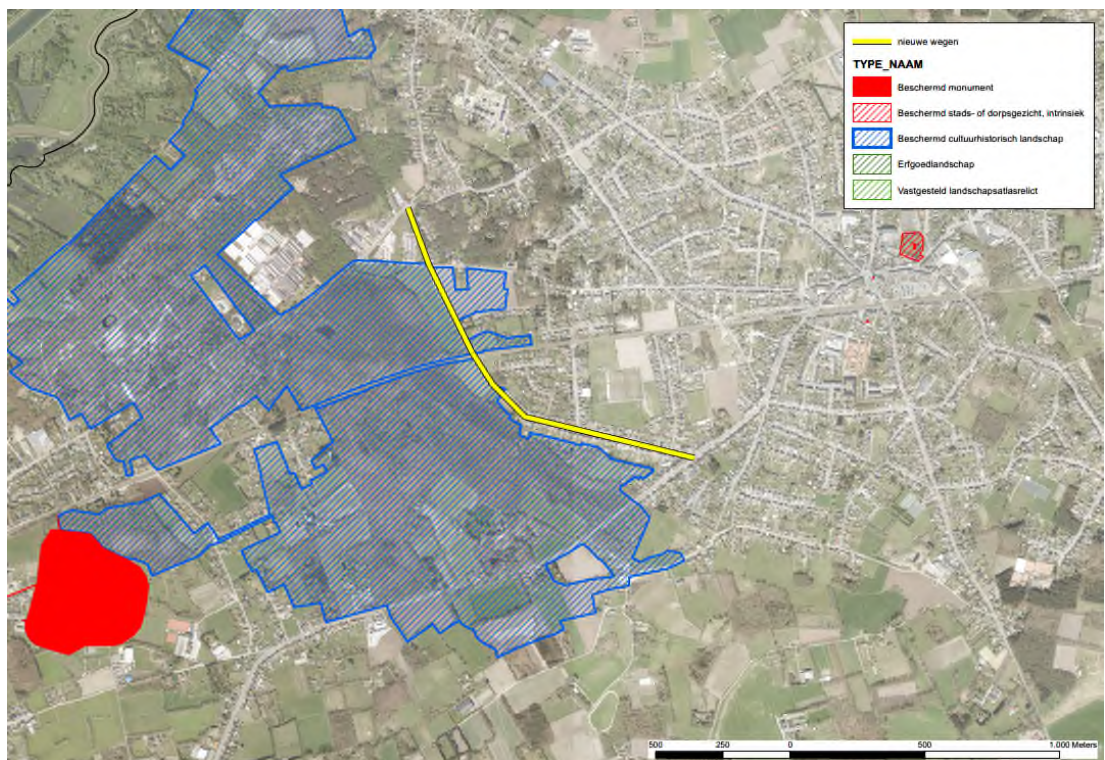 nieuwe wegen
TYPE_NAAM
Beschermd monument
Beschermd stads- of dorpsgezicht, intrinsiek
Beschermd cultuurhistorisch landschap
Erfgoedlandschap
Vastgesteld landschapsatlasrelict
500 250 0 500 1.000 Meters